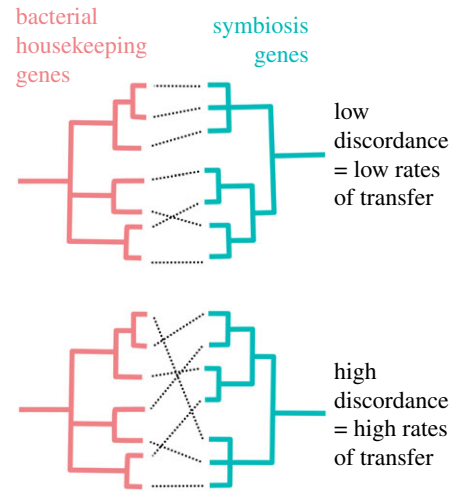 bacterial
housekeeping
genes
symbiosis
genes
low
discordance
= low rates
of transfer
high
discordance
= high rates
of transfer